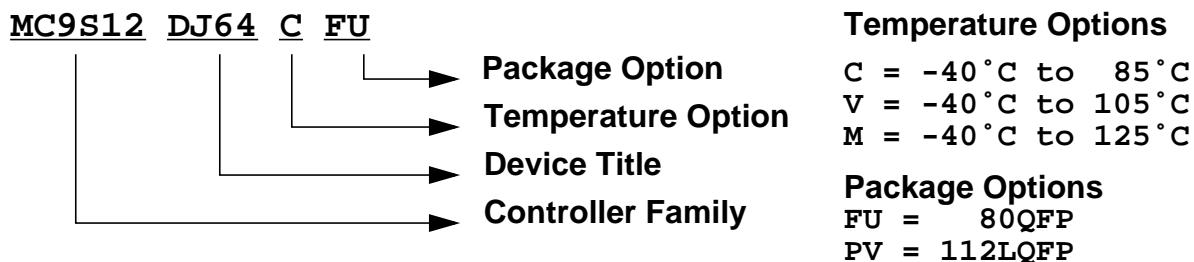 MC9S12 DJ64 C FU
Package Option
Temperature Option
Device Title
Controller Family
Temperature Options
C = -40˚C to 85˚C
V = -40˚C to 105˚C
M = -40˚C to 125˚C
Package Options
FU = 80QFP
PV = 112LQFP